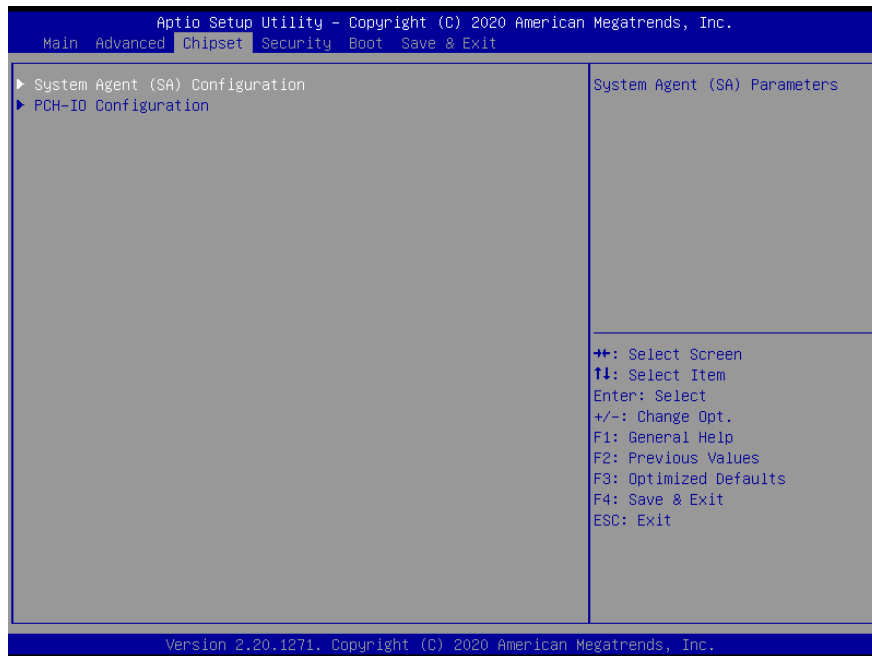 Aptio Setup Utility – Copyright (C) 2020 American Megatrends, Inc.
Main Advanced Chipset Security Boot Save & Exit
▶ System Agent (SA) Configuration
▶ PCH-IO Configuration
System Agent (SA) Parameters
→←: Select Screen
↑↓: Select Item
Enter: Select
+/-: Change Opt.
F1: General Help
F2: Previous Values
F3: Optimized Defaults
F4: Save & Exit
ESC: Exit
Version 2.20.1271. Copyright (C) 2020 American Megatrends, Inc.